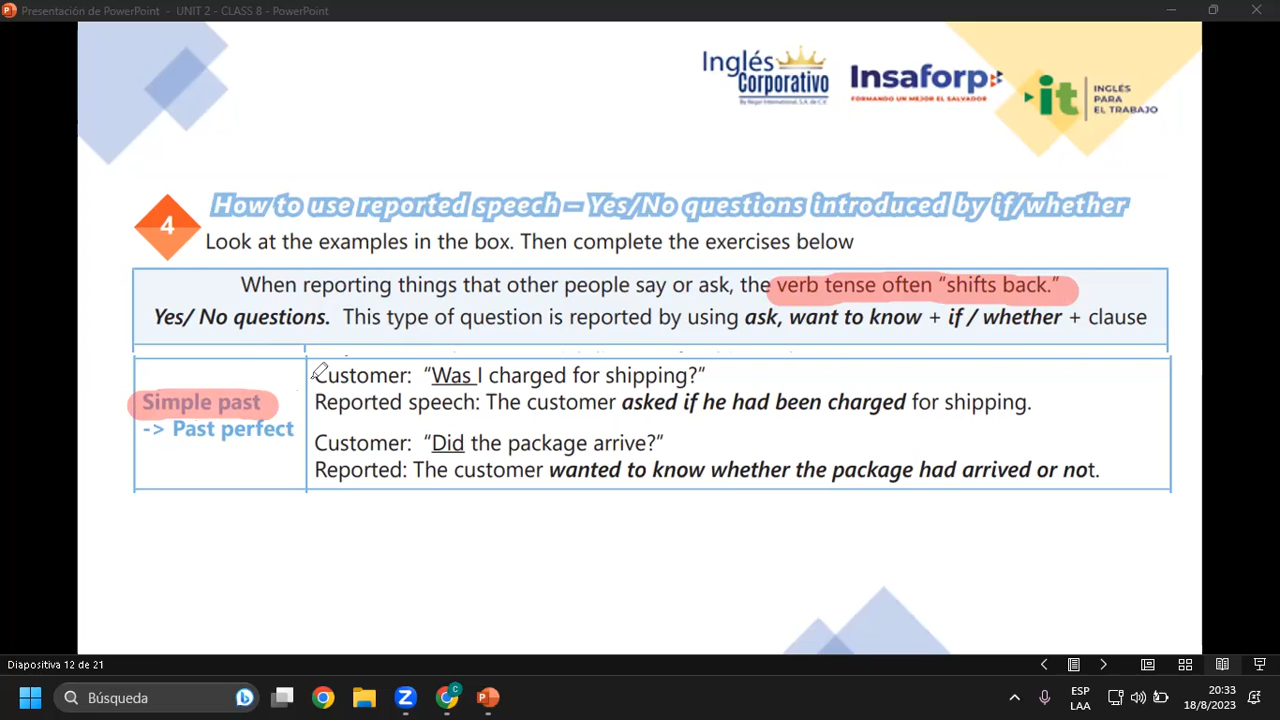 Presentación de PowerPoint - UNIT 2 - CLASS 8 - PowerPoint
Inglés
Corporativo
By Regal International, S.A. de C.V.
Insaforp
FORMANDO UN MEJOR EL SALVADOR
it
INGLÉS
PARA
EL TRABAJO
4
How to use reported speech – Yes/No questions introduced by if/whether
Look at the examples in the box. Then complete the exercises below
When reporting things that other people say or ask, the verb tense often “shifts back.”
Yes/ No questions. This type of question is reported by using ask, want to know + if / whether + clause
Simple past
-> Past perfect
Customer: “Was I charged for shipping?”
Reported speech: The customer asked if he had been charged for shipping.
Customer: “Did the package arrive?”
Reported: The customer wanted to know whether the package had arrived or not.
Diapositiva 12 de 21
Búsqueda
ESP
LAA
20:33
18/8/2023